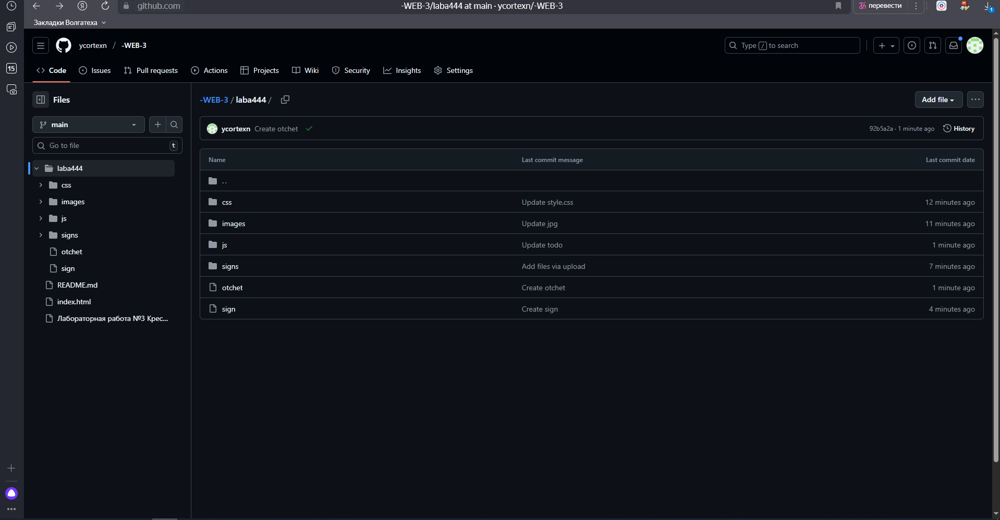 github.com
-WEB-3/laba444 at main · ycortexn/-WEB-3
перевести
1
Закладки Волгатеха
15
ycortexn / -WEB-3
Type / to search
Code
Issues
Pull requests
Actions
Projects
Wiki
Security
Insights
Settings
Files
main
Go to file
t
laba444
css
images
js
signs
otchet
sign
README.md
index.html
Лабораторная работа №3 Крес...
-WEB-3 / laba444 /
Add file
ycortexn Create otchet
92b5a2a · 1 minute ago
History
Name Last commit message Last commit date
..
css Update style.css 12 minutes ago
images Update jpg 11 minutes ago
js Update todo 1 minute ago
signs Add files via upload 7 minutes ago
otchet Create otchet 1 minute ago
sign Create sign 4 minutes ago